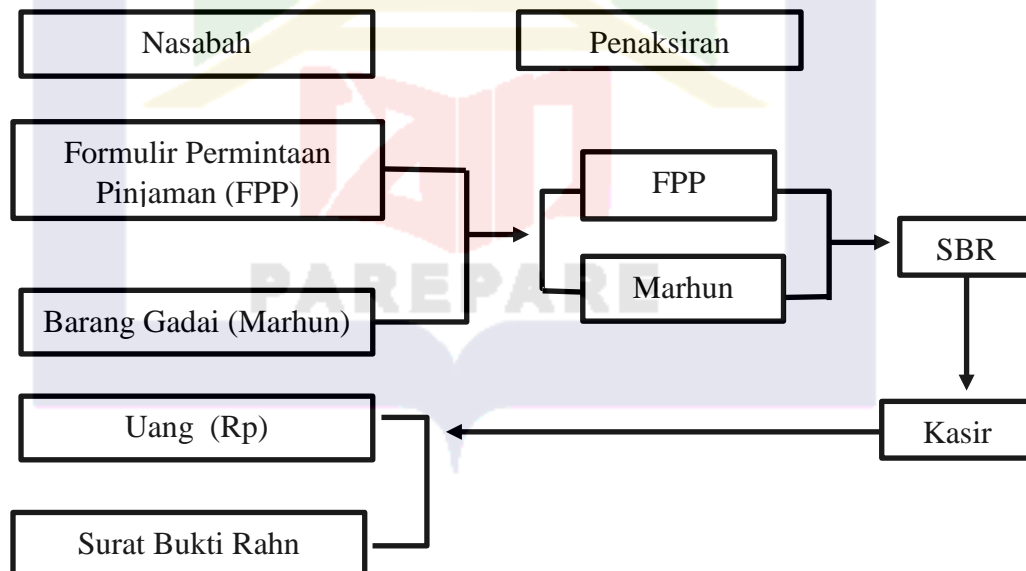 Nasabah
Penaksiran
Formulir Permintaan
Pinjaman (FPP)
FPP
SBR
Marhun
Barang Gadai (Marhun)
PAREPARE
Uang (Rp)
Kasir
Surat Bukti Rahn